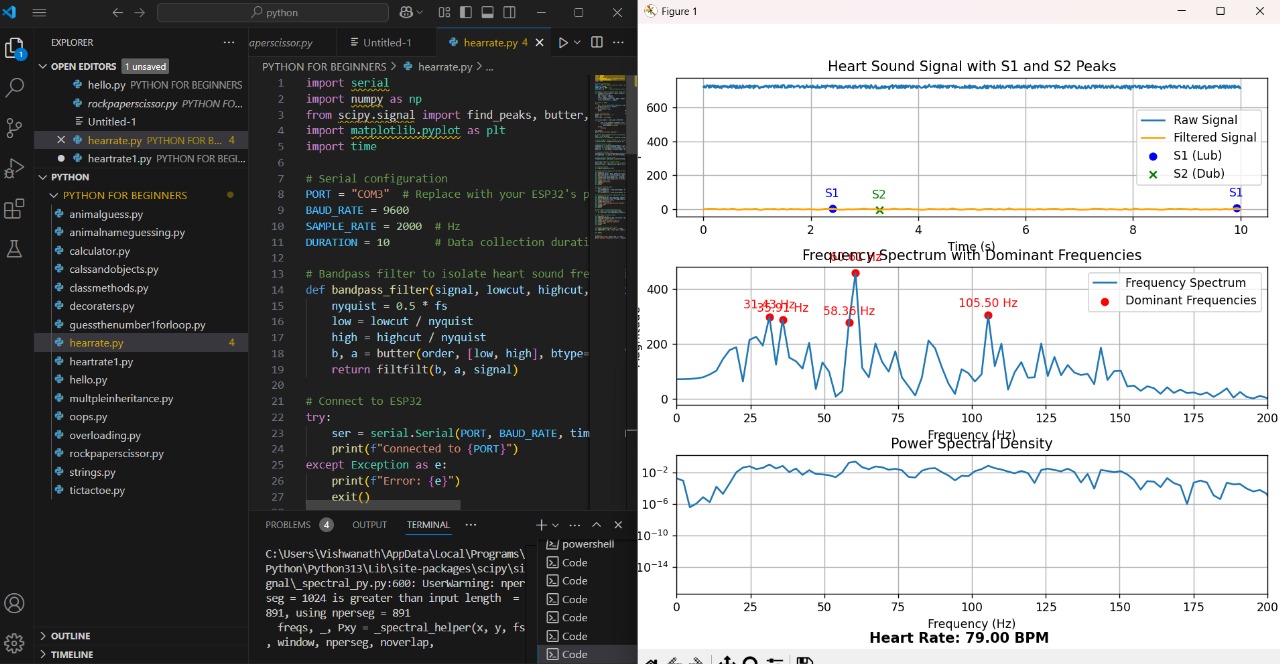 python
EXPLORER
OPEN EDITORS 1 unsaved
hello.py PYTHON FOR BEGINNERS
rockpaperscissor.py PYTHON FO...
Untitled-1
hearrate.py PYTHON FOR B... 4
heartrate1.py PYTHON FOR BEGI...
PYTHON
PYTHON FOR BEGINNERS
animalguess.py
animalnameguessing.py
calculator.py
calssandobjects.py
classmethods.py
decoraters.py
guessthenumber1forloop.py
hearrate.py 4
heartrate1.py
hello.py
multpleinheritance.py
oops.py
overloading.py
rockpaperscissor.py
strings.py
tictactoe.py
OUTLINE
TIMELINE
aperscissor.py
Untitled-1
hearrate.py 4
PYTHON FOR BEGINNERS > hearrate.py > ...
1 import serial
2 import numpy as np
3 from scipy.signal import find_peaks, butter,
4 import matplotlib.pyplot as plt
5 import time
6
7 # Serial configuration
8 PORT = "COM3" # Replace with your ESP32's p
9 BAUD_RATE = 9600
10 SAMPLE_RATE = 2000 # Hz
11 DURATION = 10 # Data collection durati
12
13 # Bandpass filter to isolate heart sound fre
14 def bandpass_filter(signal, lowcut, highcut,
15 nyquist = 0.5 * fs
16 low = lowcut / nyquist
17 high = highcut / nyquist
18 b, a = butter(order, [low, high], btype=
19 return filtfilt(b, a, signal)
20
21 # Connect to ESP32
22 try:
23 ser = serial.Serial(PORT, BAUD_RATE, tim
24 print(f"Connected to {PORT}")
25 except Exception as e:
26 print(f"Error: {e}")
27 exit()
PROBLEMS 4 OUTPUT TERMINAL
C:\Users\Vishwanath\AppData\Local\Programs\
Python\Python313\Lib\site-packages\scipy\si
gnal\_spectral_py.py:600: UserWarning: nper
seg = 1024 is greater than input length =
891, using nperseg = 891
freqs, _, Pxy = _spectral_helper(x, y, fs
, window, nperseg, noverlap,
powershell
Code
Code
Code
Code
Code
Code
Figure 1
Heart Sound Signal with S1 and S2 Peaks
600
400
200
0
Raw Signal
Filtered Signal
S1 (Lub)
S2 (Dub)
S1
S2
S1
0 2 4 6 8 10
Time (s)
Frequency Spectrum with Dominant Frequencies
400
200
0
Frequency Spectrum
Dominant Frequencies
31.43 Hz
35.91 Hz
105.50 Hz
0 25 50 75 100 125 150 175 200
Frequency (Hz)
Power Spectral Density
10−2
10−6
10−10
10−14
0 25 50 75 100 125 150 175 200
Frequency (Hz)
Heart Rate: 79.00 BPM